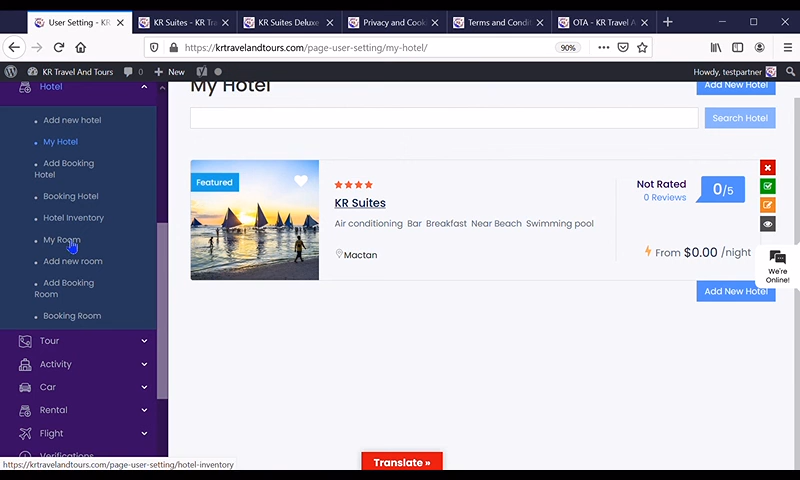 User Setting - KR
KR Suites - KR Tra
KR Suites Deluxe
Privacy and Cook
Terms and Condit
OTA - KR Travel A
https://krtravelandtours.com/page-user-setting/my-hotel/
90%
KR Travel And Tours
0
New
Howdy, testpartner
Hotel
Add new hotel
My Hotel
Add Booking
Hotel
Booking Hotel
Hotel Inventory
My Room
Add new room
Add Booking
Room
Booking Room
Tour
Activity
Car
Rental
Flight
Verifications
My Hotel
Add New Hotel
Search Hotel
Featured
KR Suites
Air conditioning Bar Breakfast Near Beach Swimming pool
Mactan
Not Rated
0 Reviews
0/5
From $0.00 /night
Add New Hotel
We're
Online!
Translate »
https://krtravelandtours.com/page-user-setting/hotel-inventory